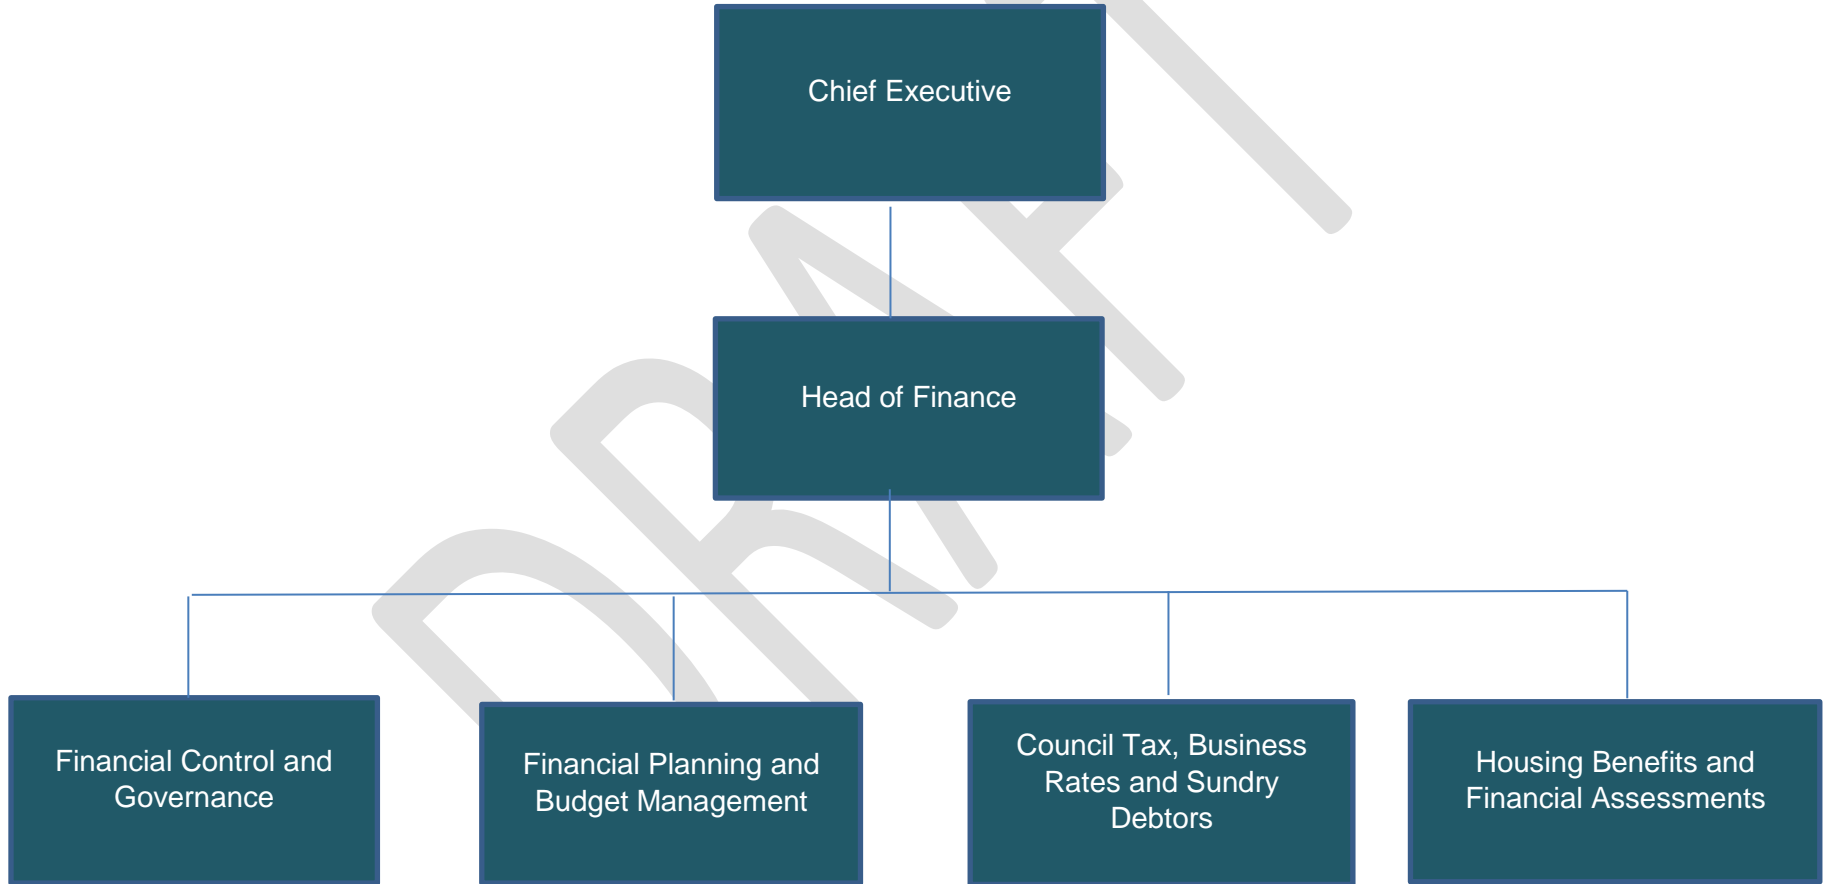 Chief Executive
Head of Finance
Financial Control and
Governance
Financial Planning and
Budget Management
Council Tax, Business
Rates and Sundry
Debtors
Housing Benefits and
Financial Assessments
DRAFT